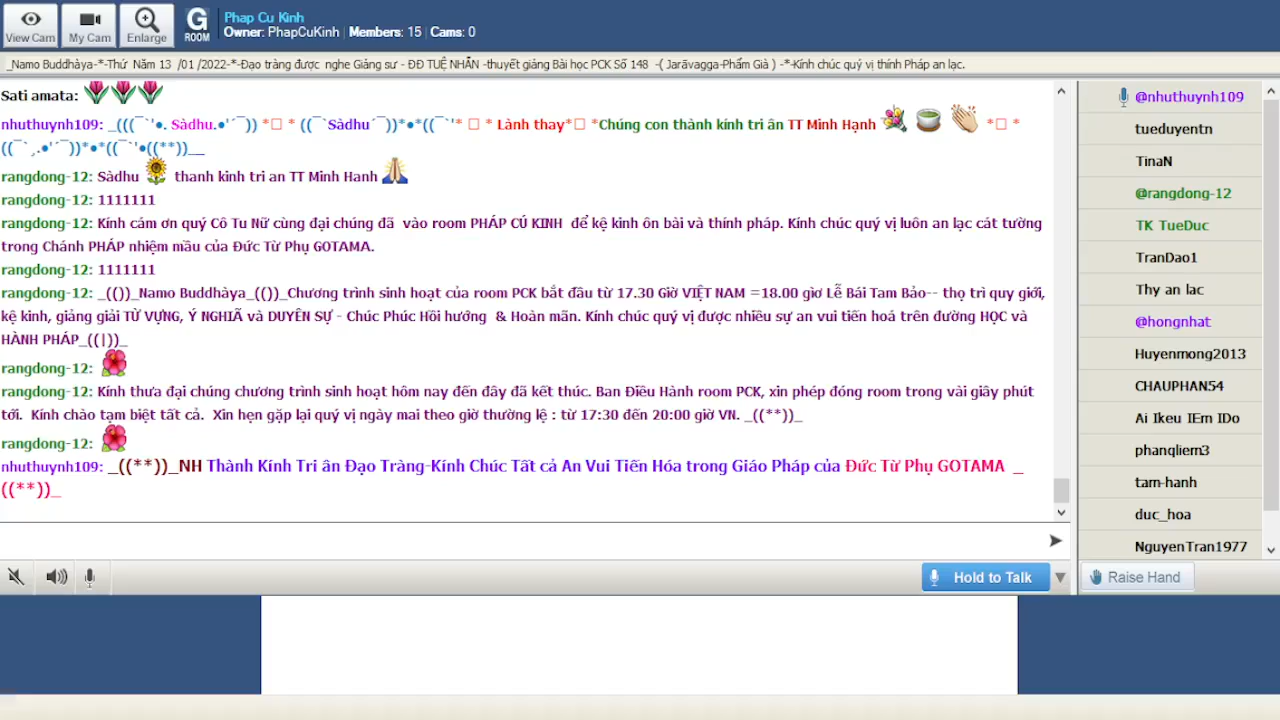 View Cam
My Cam
Enlarge
G
ROOM
Phap Cu Kinh
Owner: PhapCuKinh | Members: 15 | Cams: 0
_Namo Buddhàya-*-Thứ Năm 13 /01 /2022-*-Đạo tràng được nghe Giảng sư - ĐĐ TUỆ NHẪN -thuyết giảng Bài học PCK Số 148 -( Jarāvagga-Phẩm Già ) -*-Kính chúc quý vị thính Pháp an lạc.
Sati amata:
nhuthuynh109: _(((¯`'•. Sàdhu.•'´¯)) * * ((¯`Sàdhu´¯))*•*((¯`'* * Lành thay* *Chúng con thành kính tri ân TT Minh Hạnh * *
((¯`¸.•'´¯))*•*((¯`'•((**))__
rangdong-12: Sàdhu thanh kinh tri an TT Minh Hanh
rangdong-12: 1111111
rangdong-12: Kính cám ơn quý Cô Tu Nữ cùng đại chúng đã vào room PHÁP CÚ KINH để kệ kinh ôn bài và thính pháp. Kính chúc quý vị luôn an lạc cát tường
trong Chánh PHÁP nhiệm mầu của Đức Từ Phụ GOTAMA.
rangdong-12: 1111111
rangdong-12: _(())_Namo Buddhàya_(())_Chương trình sinh hoạt của room PCK bắt đầu từ 17.30 Giờ VIỆT NAM =18.00 giơ Lễ Bái Tam Bảo-- thọ trì quy giới,
kệ kinh, giảng giải TỪ VỰNG, Ý NGHIÃ và DUYÊN SỰ - Chúc Phúc Hồi hướng & Hoàn mãn. Kính chúc quý vị được nhiều sự an vui tiến hoá trên đường HỌC và
HÀNH PHÁP_((|))_
rangdong-12:
rangdong-12: Kính thưa đại chúng chương trình sinh hoạt hôm nay đến đây đã kết thúc. Ban Điều Hành room PCK, xin phép đóng room trong vài giây phút
tới. Kính chào tạm biệt tất cả. Xin hẹn gặp lại quý vị ngày mai theo giờ thường lệ : từ 17:30 đến 20:00 giờ VN. _((**))_
rangdong-12:
nhuthuynh109: _((**))_NH Thành Kính Tri ân Đạo Tràng-Kính Chúc Tất cả An Vui Tiến Hóa trong Giáo Pháp của Đức Từ Phụ GOTAMA _
((**))_
@nhuthuynh109
tueduyentn
TinaN
@rangdong-12
TK TueDuc
TranDao1
Thy an lac
@hongnhat
Huyenmong2013
CHAUPHAN54
Ai Ikeu IEm IDo
phanqliem3
tam-hanh
duc_hoa
NguyenTran1977
Hold to Talk
Raise Hand